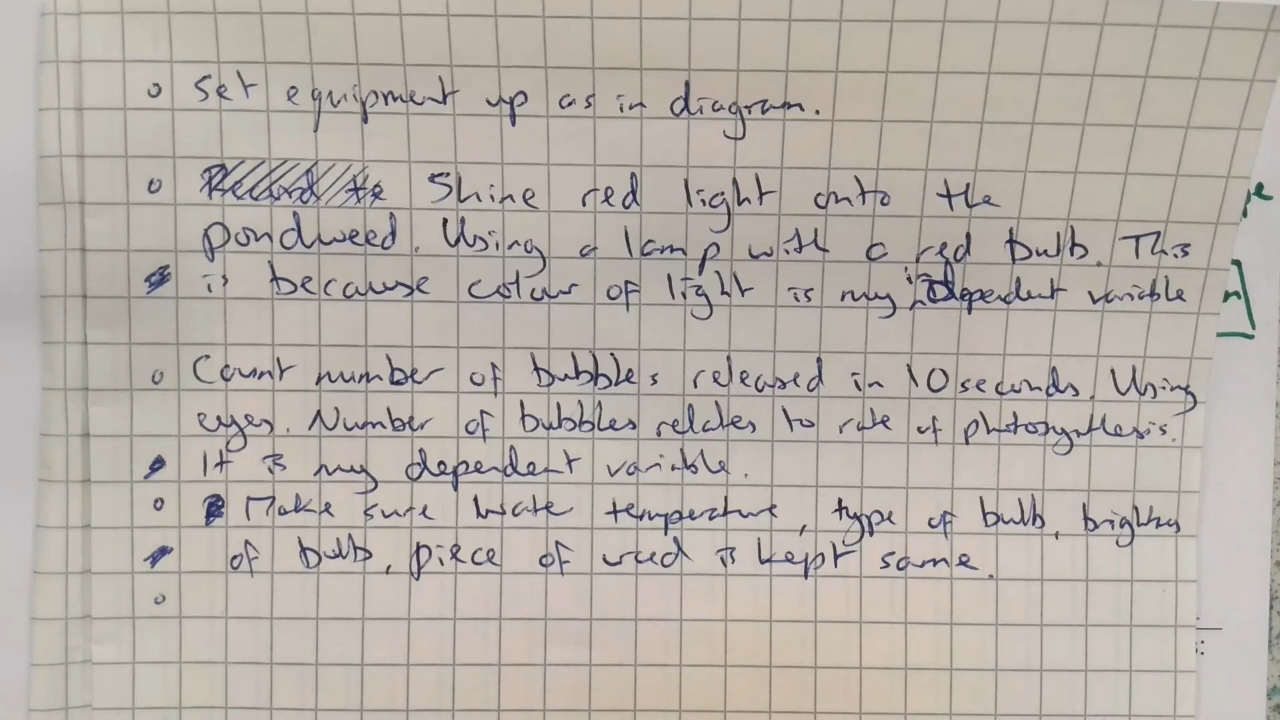 o Set equipment up as in diagram.
o Shine red light onto the
pondweed. Using a lamp with a red bulb. This
is because colour of light is my independent variable
o Count number of bubbles released in 10 seconds. Using
eyes. Number of bubbles relates to rate of photosynthesis.
It is my dependent variable.
o Make sure temperature, type of bulb,
of bulb, piece of weed is kept same.
o